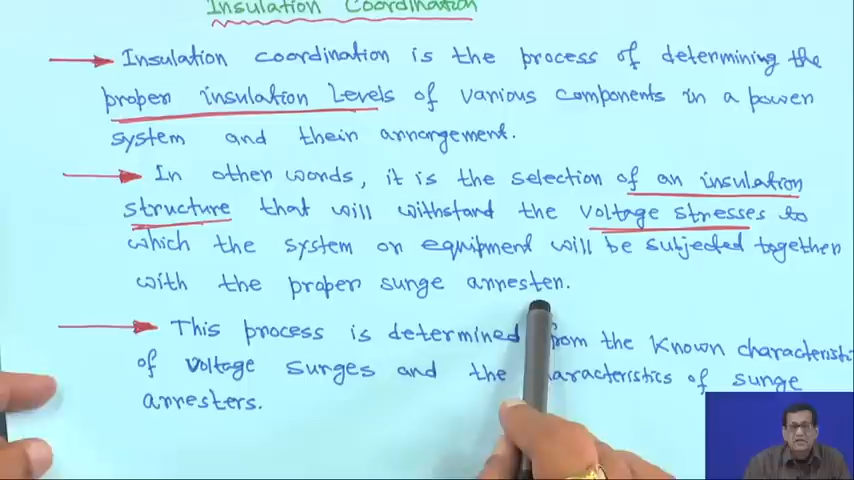 Insulation Coordination
Insulation coordination is the process of determining the
proper insulation Levels of various components in a power
system and their arrangement.
In other words, it is the selection of an insulation
structure that will withstand the voltage stresses to
which the system or equipment will be subjected together
with the proper surge arrester.
This process is determined from the known characteristi
of voltage surges and the characteristics of surge
arresters.